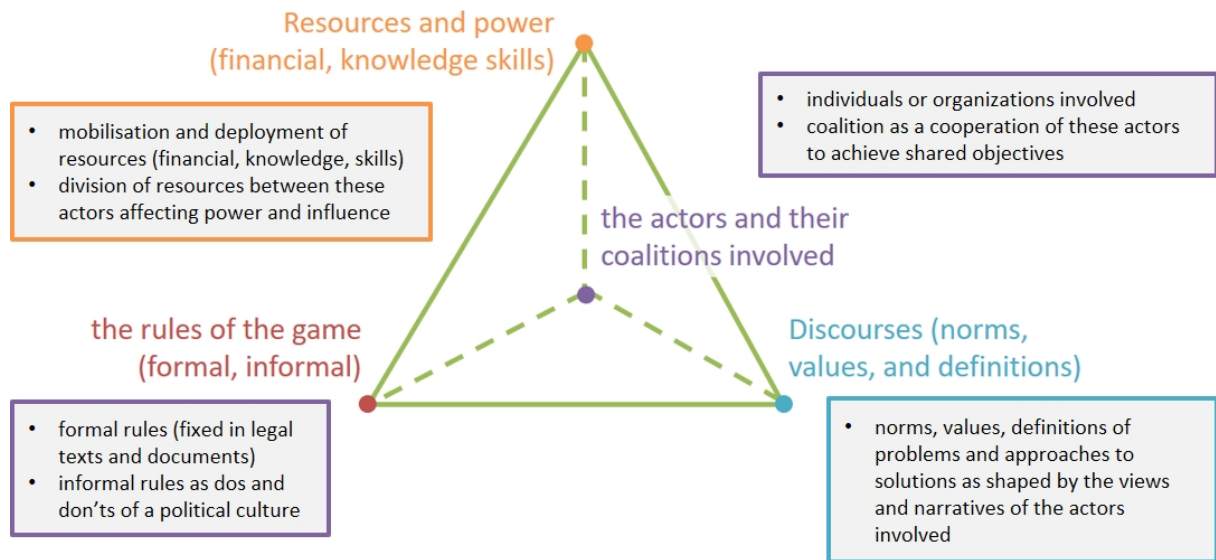 Resources and power
(financial, knowledge skills)
• mobilisation and deployment of
resources (financial, knowledge, skills)
• division of resources between these
actors affecting power and influence
• individuals or organizations involved
• coalition as a cooperation of these actors
to achieve shared objectives
the actors and their
coalitions involved
the rules of the game
(formal, informal)
• formal rules (fixed in legal
texts and documents)
• informal rules as dos and
don'ts of a political culture
Discourses (norms,
values, and definitions)
• norms, values, definitions of
problems and approaches to
solutions as shaped by the views
and narratives of the actors
involved